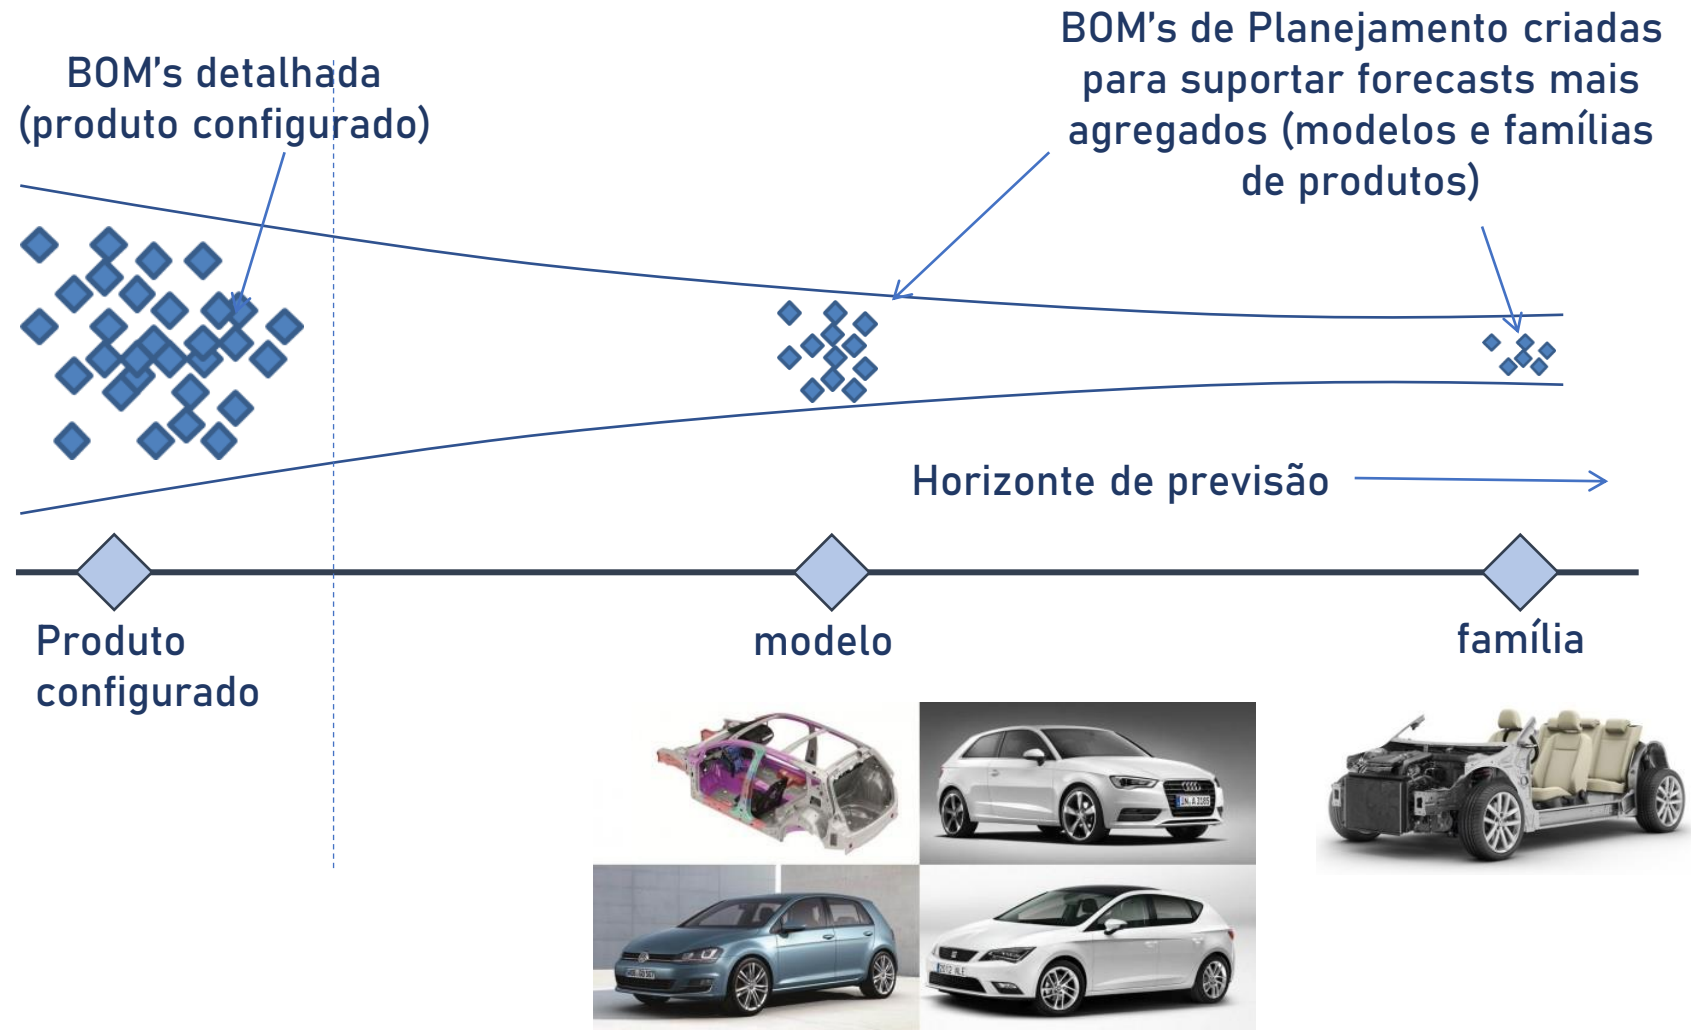 BOM's detalhada
(produto configurado)
BOM's de Planejamento criadas
para suportar forecasts mais
agregados (modelos e famílias
de produtos)
Horizonte de previsão
Produto
configurado
modelo
família